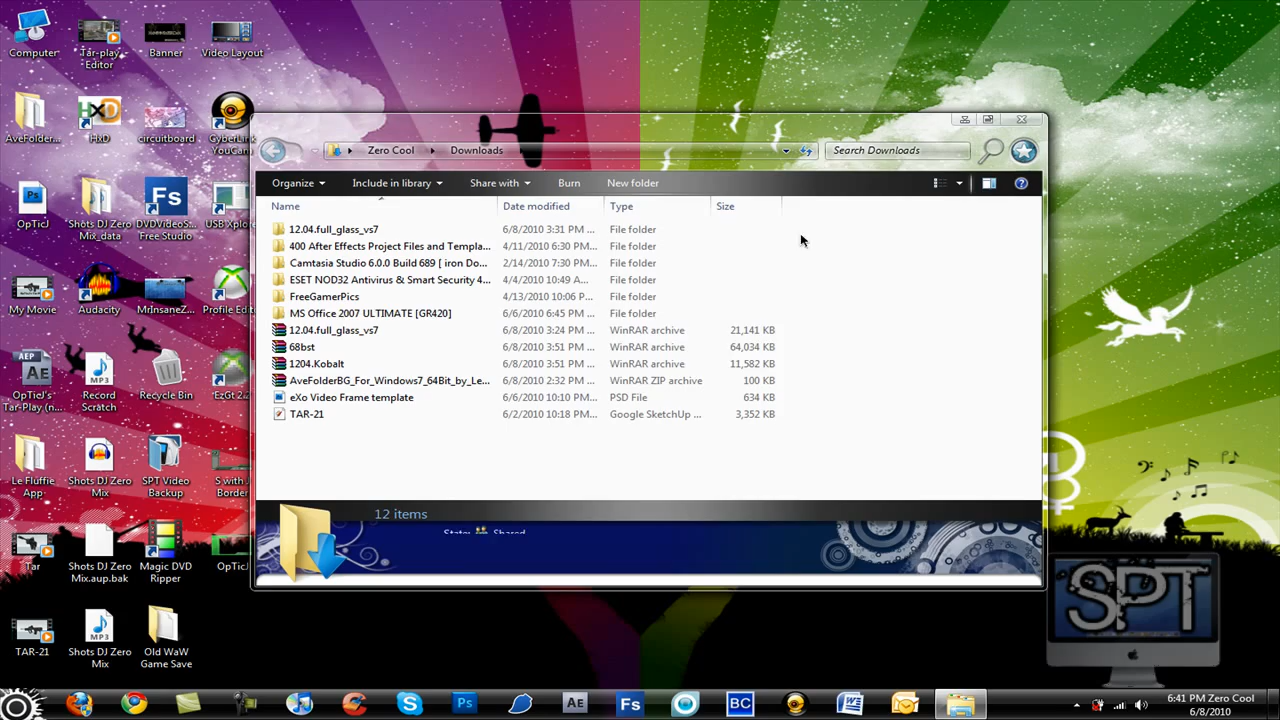 Computer
Tar-play Editor
Banner
Video Layout
AveFolder...
HxD
circuitboard
CyberLink YouCam
OpTicJ
Shots DJ Zero Mix_data
DVDVideoS... Free Studio
USB Xplor
My Movie
Audacity
MrInsaneZ...
Profile Edit
OpTicJ's Tar-Play (n...
Record Scratch
Recycle Bin
EzGt 2.2
Le Fluffie App
Shots DJ Zero Mix
SPT Video Backup
S with J Border
Tar
Shots DJ Zero Mix.aup.bak
Magic DVD Ripper
OpTicJ
TAR-21
Shots DJ Zero Mix
Old WaW Game Save
Zero Cool
Downloads
Search Downloads
Organize
Include in library
Share with
Burn
New folder
Name Date modified Type Size
12.04.full_glass_vs7 6/8/2010 3:31 PM ... File folder
400 After Effects Project Files and Templa... 4/11/2010 6:30 PM... File folder
Camtasia Studio 6.0.0 Build 689 [ iron Do... 2/14/2010 7:30 PM... File folder
ESET NOD32 Antivirus & Smart Security 4... 4/4/2010 10:49 A... File folder
FreeGamerPics 4/13/2010 10:06 P... File folder
MS Office 2007 ULTIMATE [GR420] 6/6/2010 6:45 PM ... File folder
12.04.full_glass_vs7 6/8/2010 3:24 PM ... WinRAR archive 21,141 KB
68bst 6/8/2010 3:51 PM ... WinRAR archive 64,034 KB
1204.Kobalt 6/8/2010 3:51 PM ... WinRAR archive 11,582 KB
AveFolderBG_For_Windows7_64Bit_by_Le... 6/8/2010 2:32 PM ... WinRAR ZIP archive 100 KB
eXo Video Frame template 6/6/2010 10:10 PM... PSD File 634 KB
TAR-21 6/2/2010 10:18 PM... Google SketchUp ... 3,352 KB
12 items
State: Shared
SPT
6:41 PM Zero Cool
6/8/2010